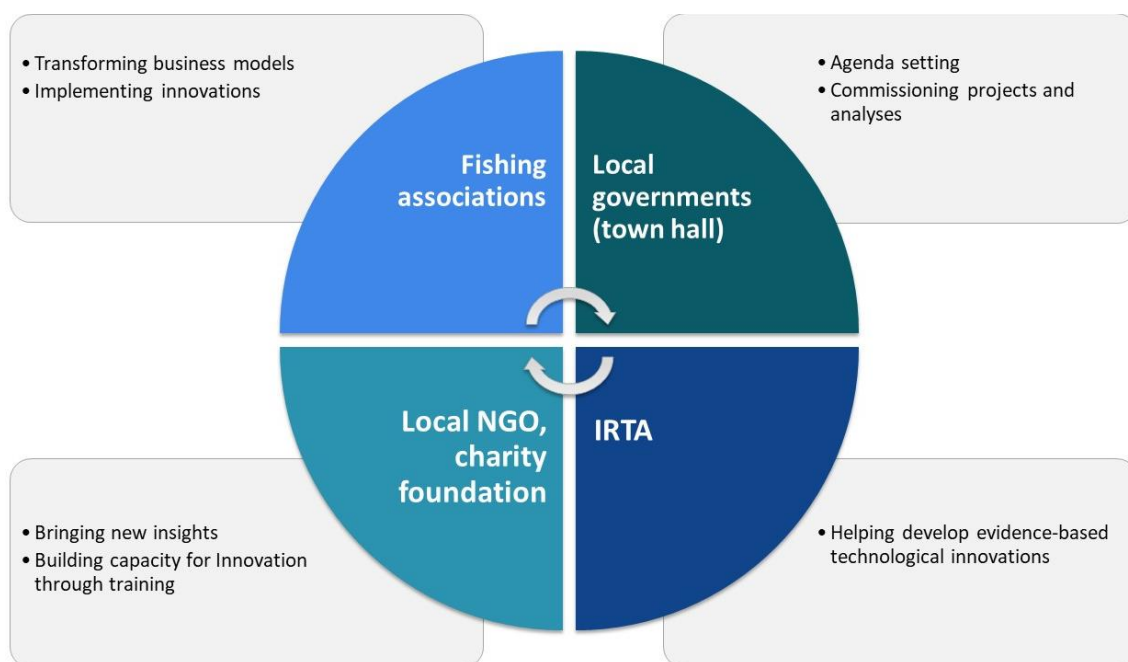 • Transforming business models
• Implementing innovations
• Agenda setting
• Commissioning projects and
analyses
Fishing
associations
Local
governments
(town hall)
Local NGO,
charity
foundation
IRTA
• Bringing new insights
• Building capacity for Innovation
through training
• Helping develop evidence-based
technological innovations